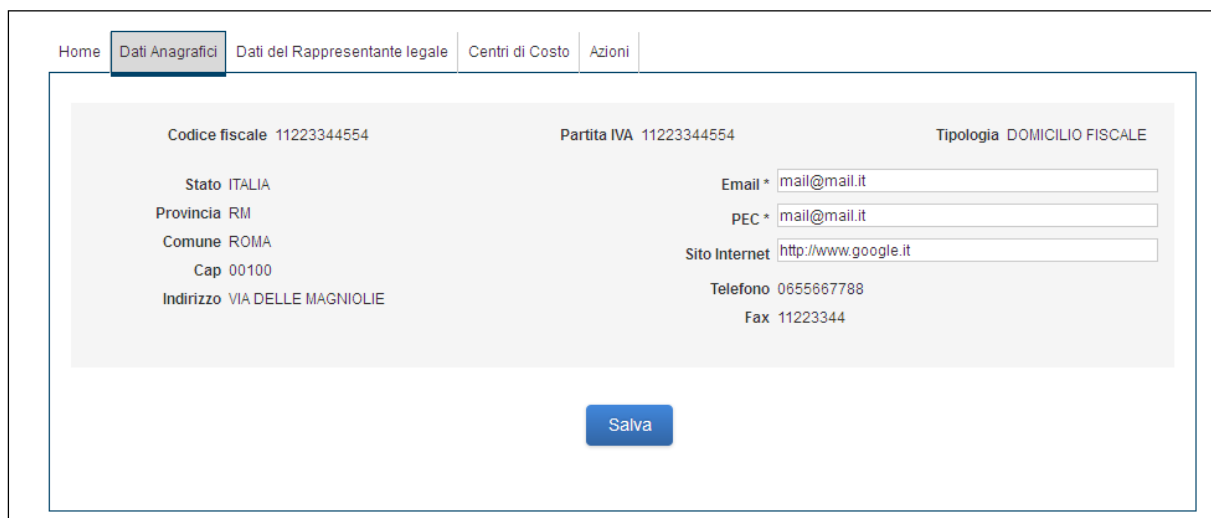 Home Dati Anagrafici Dati del Rappresentante legale Centri di Costo Azioni
Codice fiscale 11223344554 Partita IVA 11223344554 Tipologia DOMICILIO FISCALE
Stato ITALIA
Provincia RM
Comune ROMA
Cap 00100
Indirizzo VIA DELLE MAGNIOLIE
Email * mail@mail.it
PEC * mail@mail.it
Sito Internet http://www.google.it
Telefono 0655667788
Fax 11223344
Salva